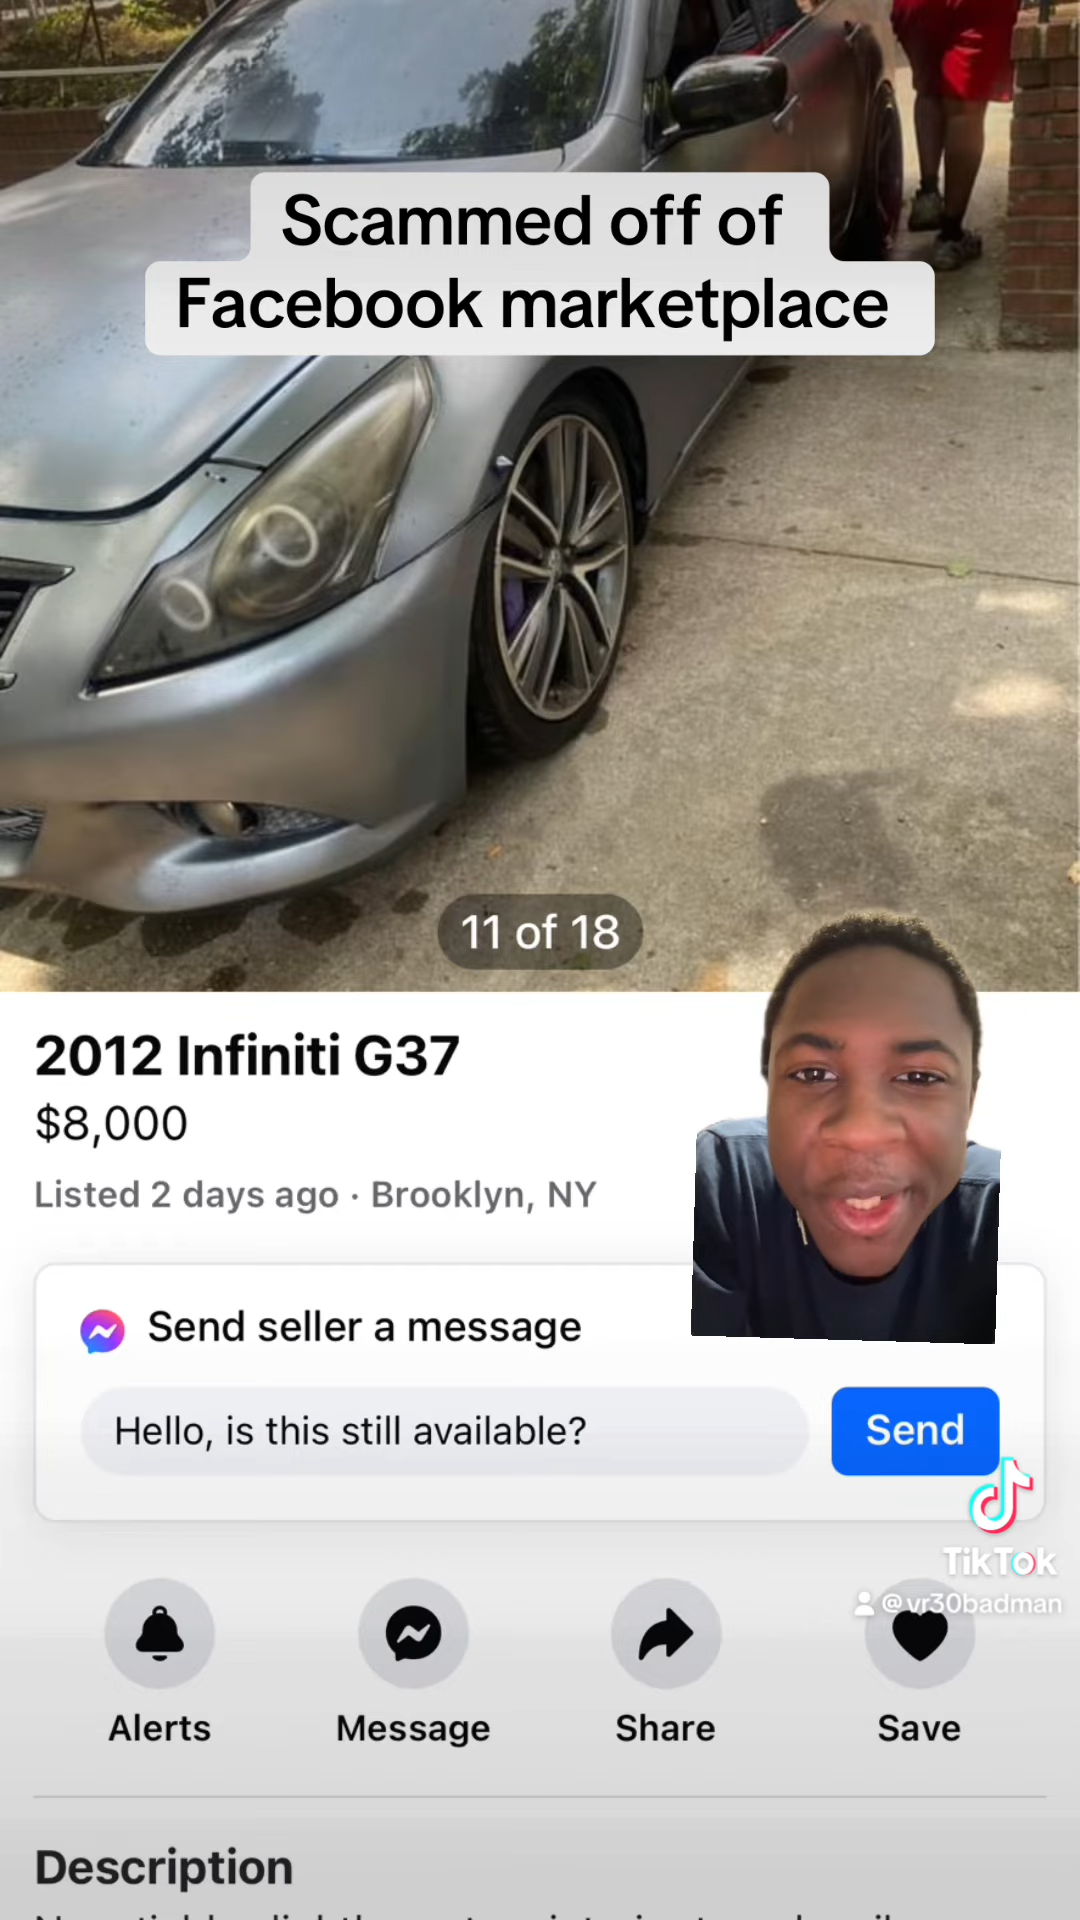 Scammed off of
Facebook marketplace
11 of 18
2012 Infiniti G37
$8,000
Listed 2 days ago · Brooklyn, NY
Send seller a message
Hello, is this still available?
Send
TikTok
@vr30badman
Alerts
Message
Share
Save
Description